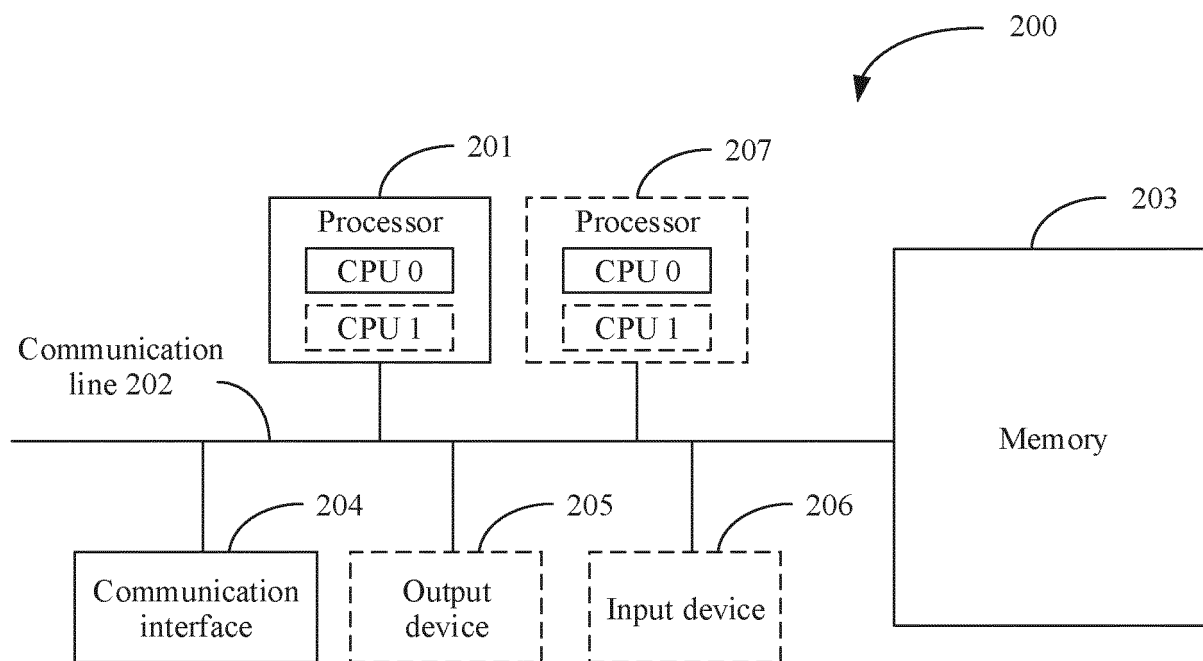 200
201
207
203
Processor
Processor
CPU 0
CPU 0
CPU 1
CPU 1
Communication
line 202
Memory
204
205
206
Communication
interface
Output
device
Input device